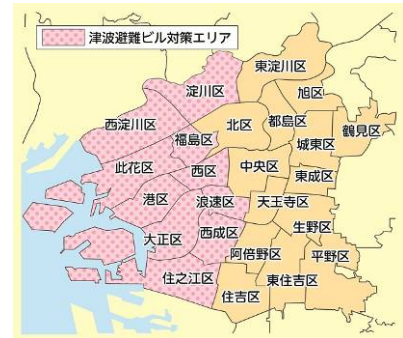 津波避難ビル対策エリア
東淀川区
淀川区
旭区
西淀川区
北区
都島区
鶴見区
福島区
城東区
此花区
西区
中央区
東成区
港区
浪速区
天王寺区
生野区
大正区
西成区
阿倍野区
平野区
住之江区
東住吉区
住吉区